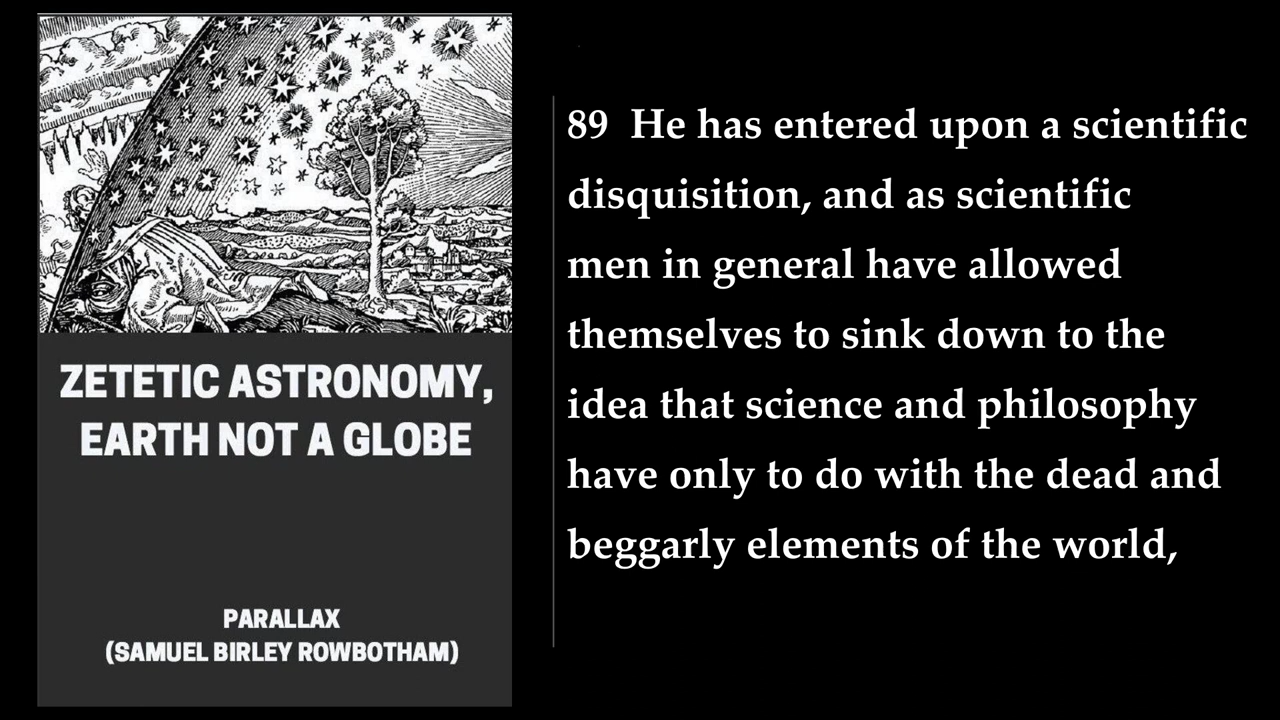 ZETETIC ASTRONOMY,
EARTH NOT A GLOBE
PARALLAX
(SAMUEL BIRLEY ROWBOTHAM)
89 He has entered upon a scientific
disquisition, and as scientific
men in general have allowed
themselves to sink down to the
idea that science and philosophy
have only to do with the dead and
beggarly elements of the world,